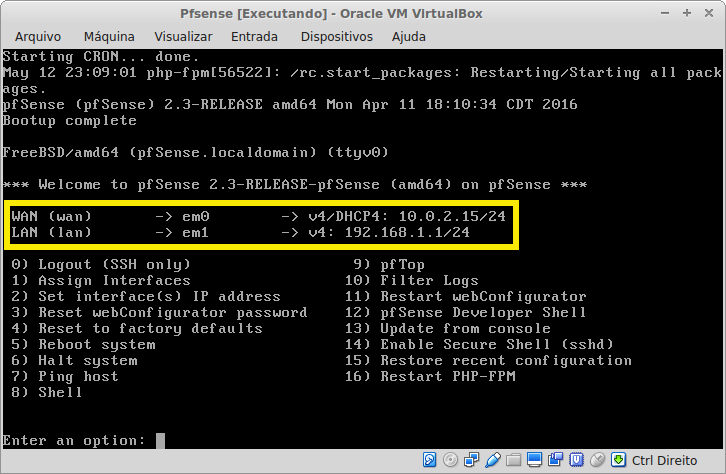 Pfsense [Executando] - Oracle VM VirtualBox
Arquivo Máquina Visualizar Entrada Dispositivos Ajuda
Starting CRON... done.
May 12 23:09:01 php-fpm[56522]: /rc.start_packages: Restarting/Starting all pack
ages.
pfSense (pfSense) 2.3-RELEASE amd64 Mon Apr 11 18:10:34 CDT 2016
Bootup complete
FreeBSD/amd64 (pfSense.localdomain) (ttyv0)
*** Welcome to pfSense 2.3-RELEASE-pfSense (amd64) on pfSense ***
WAN (wan) -> em0 -> v4/DHCP4: 10.0.2.15/24
LAN (lan) -> em1 -> v4: 192.168.1.1/24
0) Logout (SSH only) 9) pfTop
1) Assign Interfaces 10) Filter Logs
2) Set interface(s) IP address 11) Restart webConfigurator
3) Reset webConfigurator password 12) pfSense Developer Shell
4) Reset to factory defaults 13) Update from console
5) Reboot system 14) Enable Secure Shell (sshd)
6) Halt system 15) Restore recent configuration
7) Ping host 16) Restart PHP-FPM
8) Shell
Enter an option:
Ctrl Direito